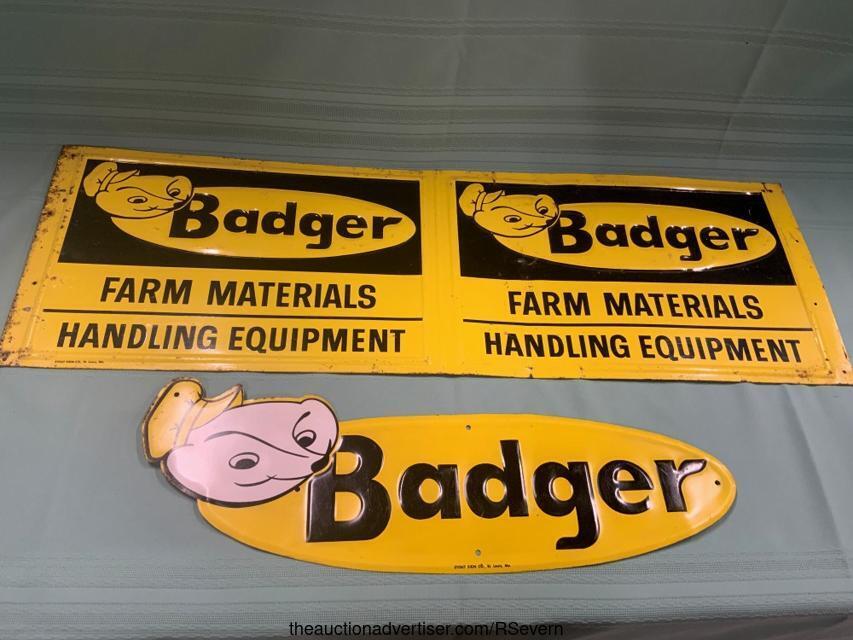 Badger
FARM MATERIALS
HANDLING EQUIPMENT
Badger
FARM MATERIALS
HANDLING EQUIPMENT
Badger
theauctionadvertiser.com/RSevern